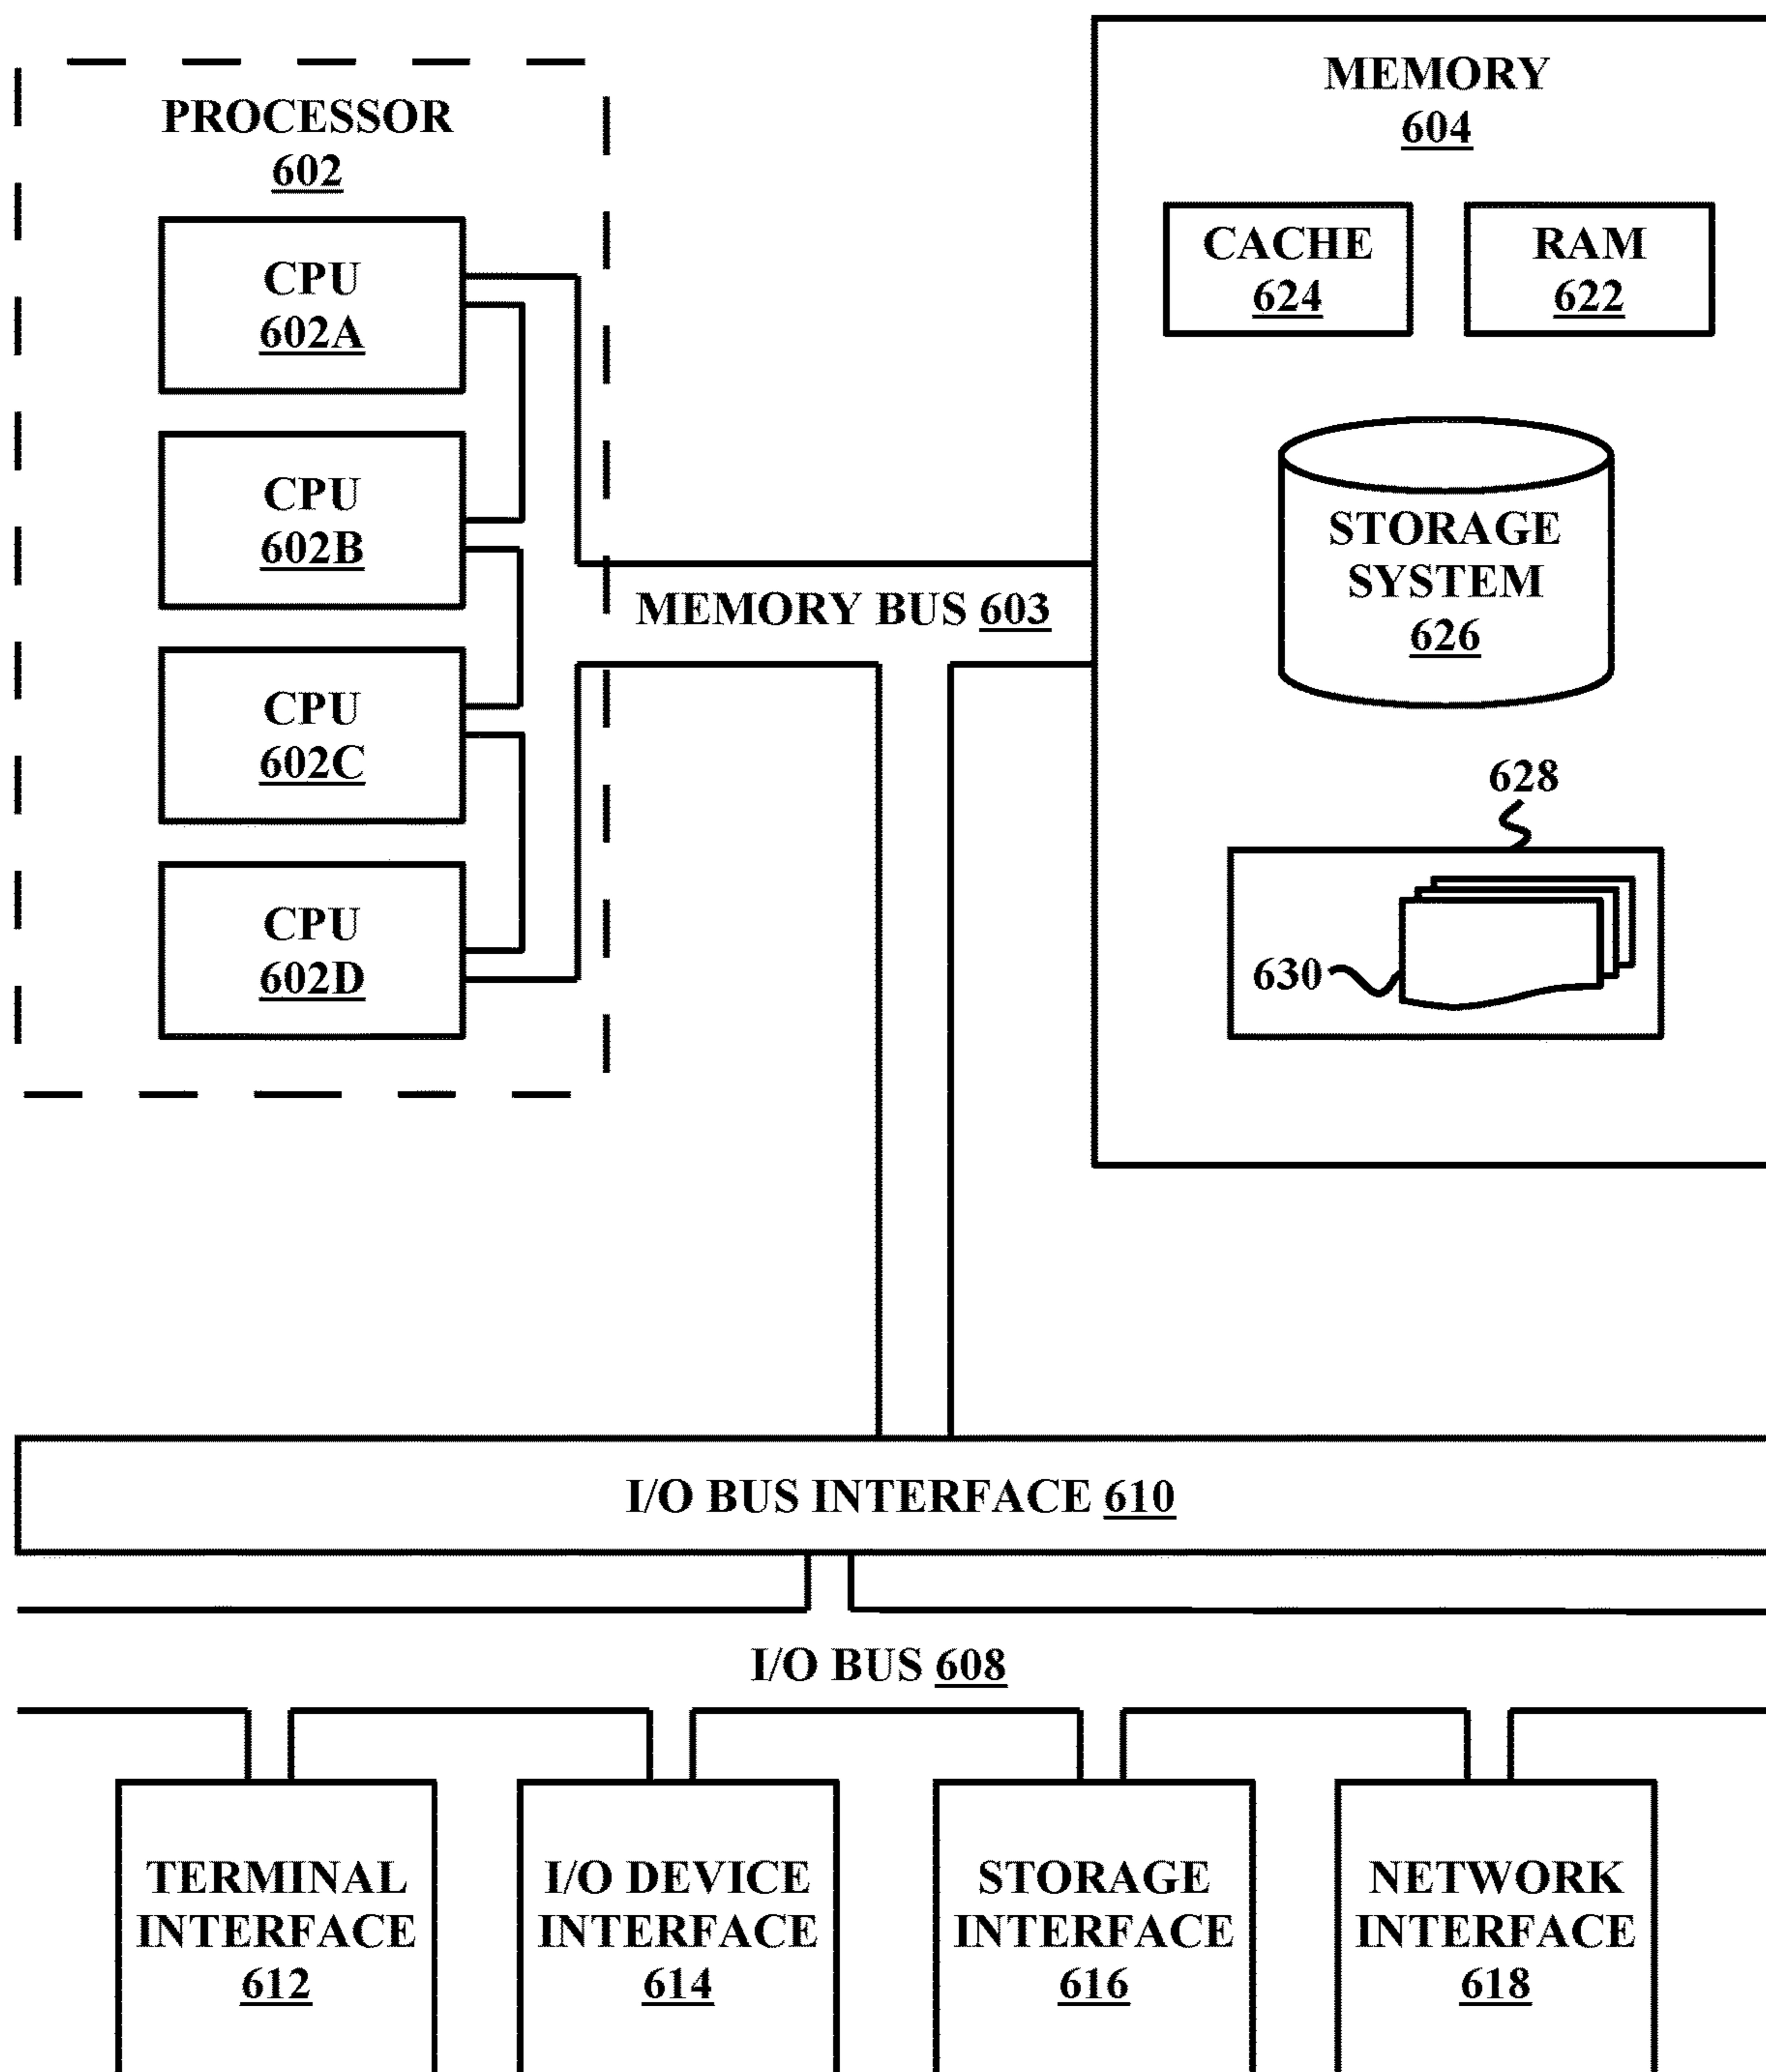 PROCESSOR
602
CPU
602A
CPU
602B
CPU
602C
CPU
602D
MEMORY BUS 603
MEMORY
604
CACHE
624
RAM
622
STORAGE
SYSTEM
626
628
630
I/O BUS INTERFACE 610
I/O BUS 608
TERMINAL
INTERFACE
612
I/O DEVICE
INTERFACE
614
STORAGE
INTERFACE
616
NETWORK
INTERFACE
618